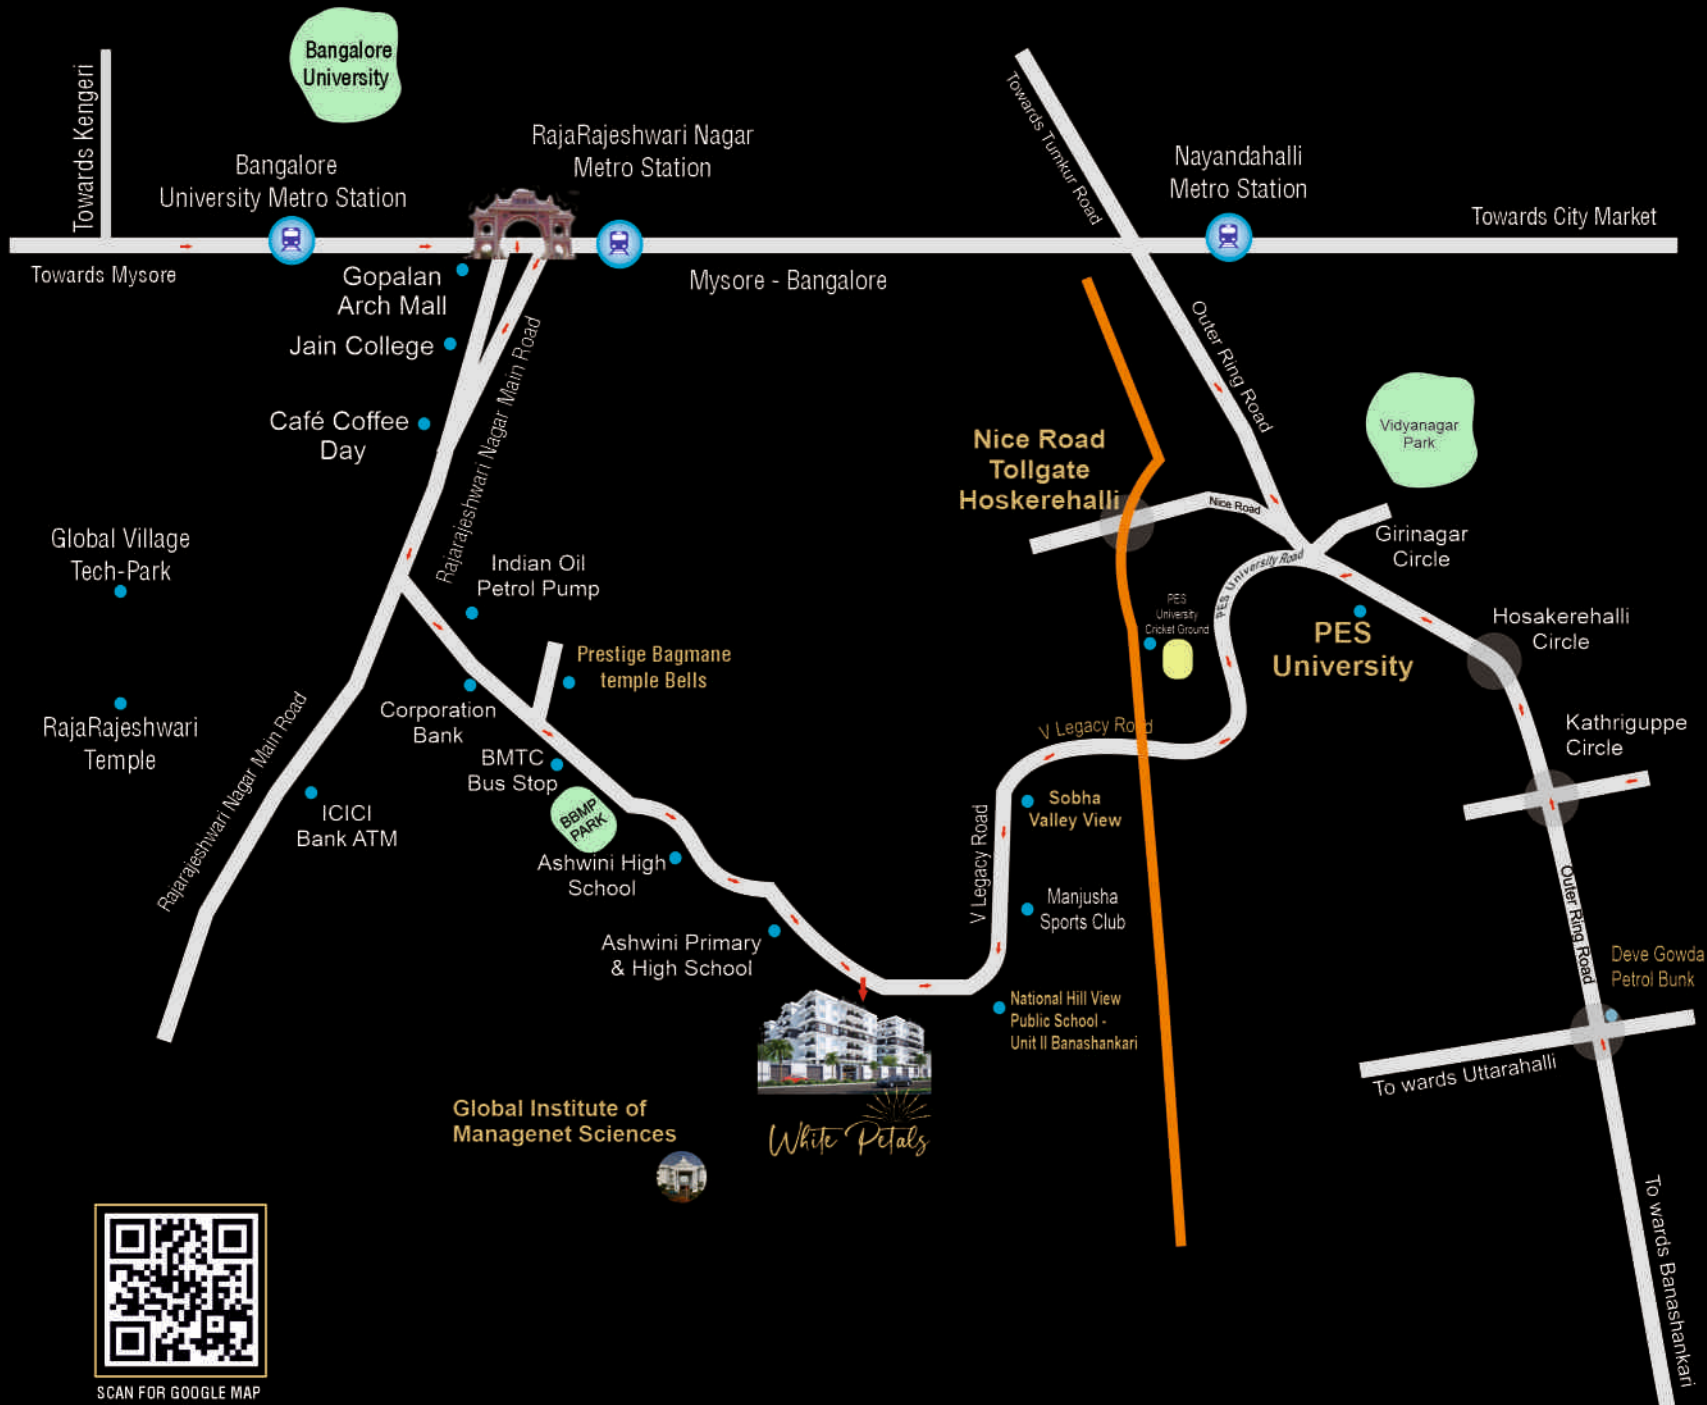 Bangalore
University
Towards Kengeri
RajaRajeshwari Nagar
Metro Station
Bangalore
University Metro Station
Towards Tumkur Road
Nayandahalli
Metro Station
Towards City Market
Towards Mysore
Mysore - Bangalore
Gopalan
Arch Mall
Jain College
Café Coffee
Day
Rajarajeshwari Nagar Main Road
Outer Ring Road
Vidyanagar
Park
Nice Road
Tollgate
Hoskerehalli
Nice Road
Girinagar
Circle
Global Village
Tech-Park
Indian Oil
Petrol Pump
PES University Road
PES
University
Cricket Ground
PES
University
Hosakerehalli
Circle
Prestige Bagmane
temple Bells
RajaRajeshwari
Temple
Corporation
Bank
V Legacy Road
Kathriguppe
Circle
Rajarajeshwari Nagar Main Road
BMTC
Bus Stop
ICICI
Bank ATM
BBMP
PARK
Sobha
Valley View
Ashwini High
School
V Legacy Road
Manjusha
Sports Club
Outer Ring Road
Ashwini Primary
& High School
Deve Gowda
Petrol Bunk
National Hill View
Public School -
Unit II Banashankari
To wards Uttarahalli
Global Institute of
Managenet Sciences
White Petals
To wards Banashankari
SCAN FOR GOOGLE MAP